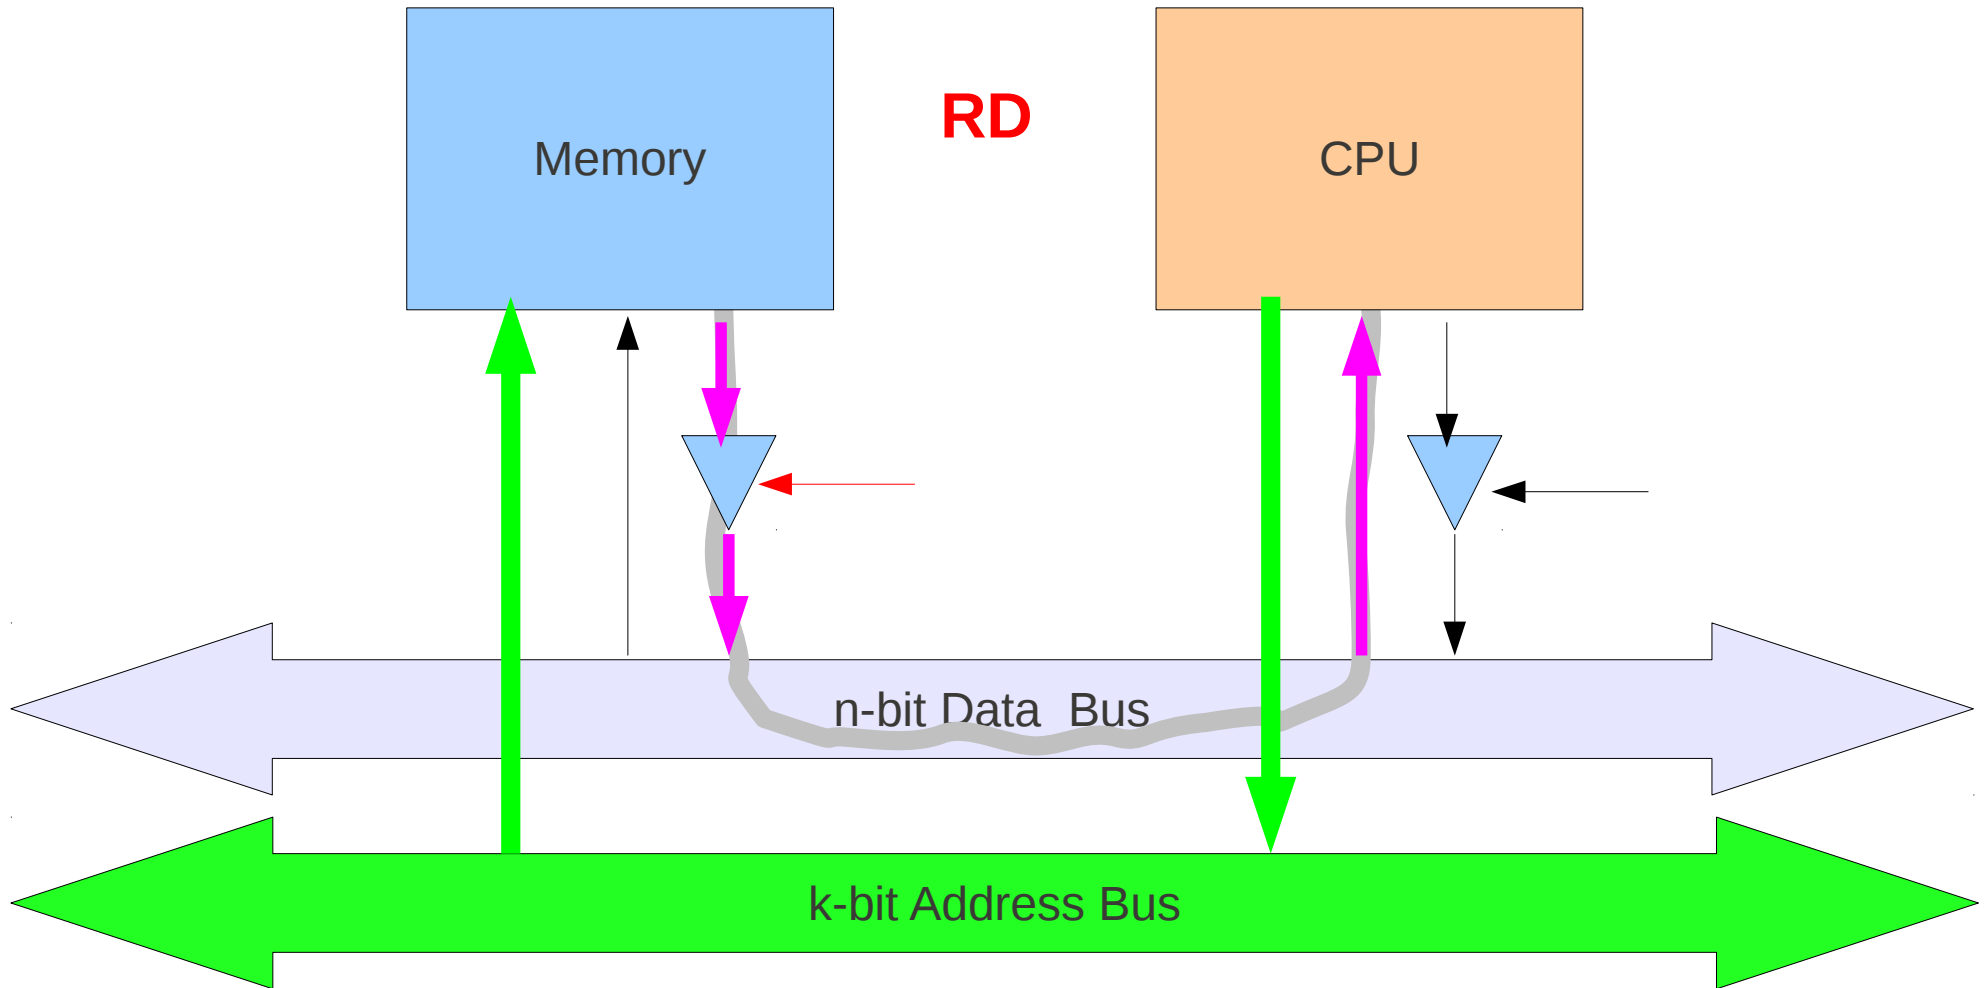 RD
Memory
CPU
n-bit Data  Bus
k-bit Address Bus